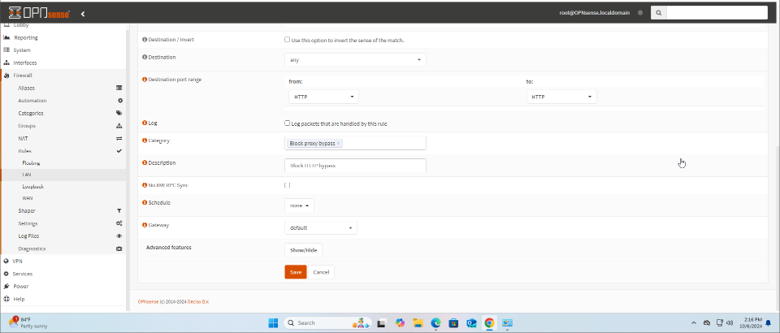 OPNsense
root@OPNsense.localdomain
Lobby
Reporting
System
Interfaces
Firewall
Aliases
Automation
Categories
Groups
NAT
Rules
Floating
LAN
Loopback
WAN
Shaper
Settings
Log Files
Diagnostics
VPN
Services
Power
Help
Destination / Invert
Use this option to invert the sense of the match.
Destination
any
Destination port range
from:
to:
HTTP
HTTP
Log
Log packets that are handled by this rule
Category
Block proxy bypass ×
Description
Block HTTP bypass
No XMLRPC Sync
Schedule
none
Gateway
default
Advanced features
Show/Hide
Save
Cancel
OPNsense (c) 2014-2024 Deciso B.V.
84°F
Partly sunny
Search
2:16 PM
10/6/2024